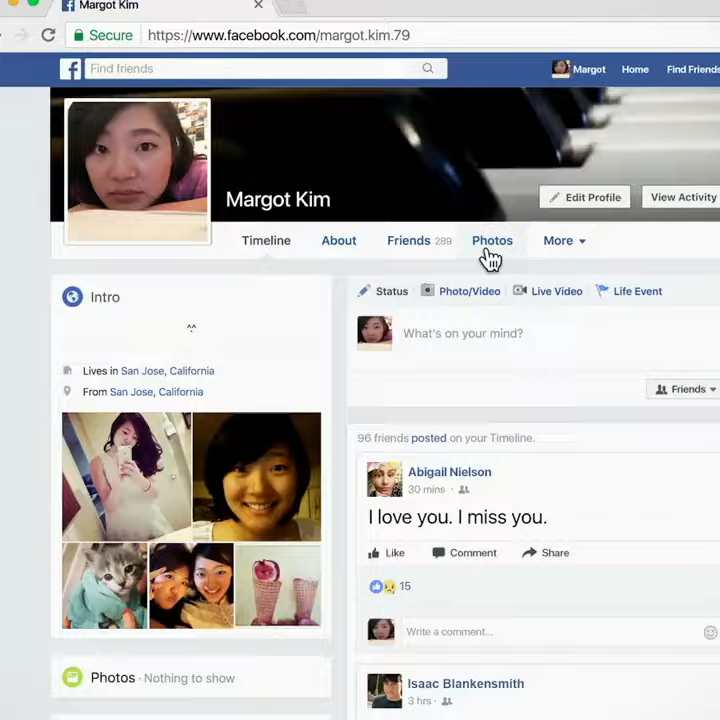 Margot Kim
Secure https://www.facebook.com/margot.kim.79
Find friends
Margot Home Find Friends
Margot Kim
Edit Profile View Activity
Timeline About Friends 289 Photos More
Intro
^^
Lives in San Jose, California
From San Jose, California
Photos · Nothing to show
Status Photo/Video Live Video Life Event
What's on your mind?
Friends
96 friends posted on your Timeline.
Abigail Nielson
30 mins ·
I love you. I miss you.
Like Comment Share
15
Write a comment...
Isaac Blankensmith
3 hrs ·